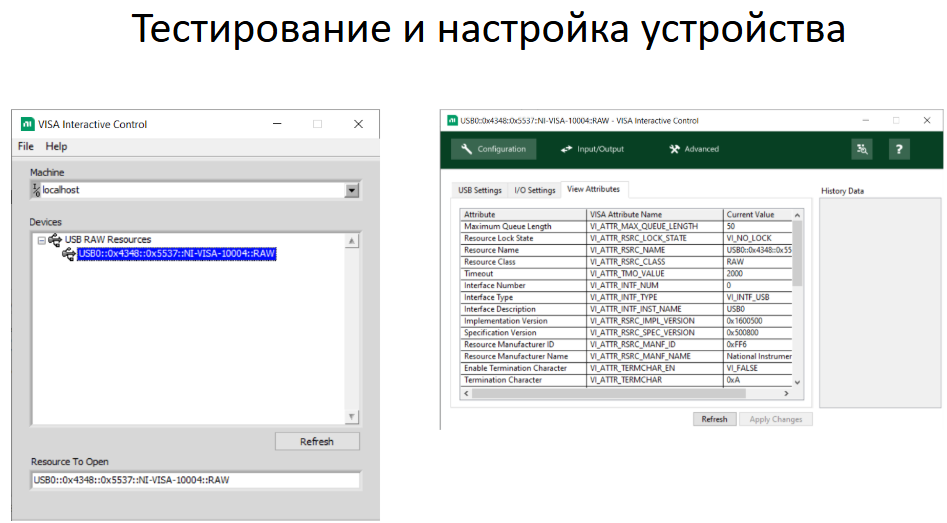 Тестирование и настройка устройства
VISA Interactive Control
File Help
Machine
localhost
Devices
USB RAW Resources
USB0::0x4348::0x5537::NI-VISA-10004::RAW
Refresh
Resource To Open
USB0::0x4348::0x5537::NI-VISA-10004::RAW
USB0::0x4348::0x5537::NI-VISA-10004::RAW - VISA Interactive Control
Configuration Input/Output Advanced ?
USB Settings I/O Settings View Attributes
History Data
Attribute VISA Attribute Name Current Value
Maximum Queue Length VI_ATTR_MAX_QUEUE_LENGTH 50
Resource Lock State VI_ATTR_RSRC_LOCK_STATE VI_NO_LOCK
Resource Name VI_ATTR_RSRC_NAME USB0::0x4348::0x55
Resource Class VI_ATTR_RSRC_CLASS RAW
Timeout VI_ATTR_TMO_VALUE 2000
Interface Number VI_ATTR_INTF_NUM 0
Interface Type VI_ATTR_INTF_TYPE VI_INTF_USB
Interface Description VI_ATTR_INTF_INST_NAME USB0
Implementation Version VI_ATTR_RSRC_IMPL_VERSION 0x1600500
Specification Version VI_ATTR_RSRC_SPEC_VERSION 0x500800
Resource Manufacturer ID VI_ATTR_RSRC_MANF_ID 0xFF6
Resource Manufacturer Name VI_ATTR_RSRC_MANF_NAME National Instrumen
Enable Termination Character VI_ATTR_TERMCHAR_EN VI_FALSE
Termination Character VI_ATTR_TERMCHAR 0xA
Refresh Apply Changes